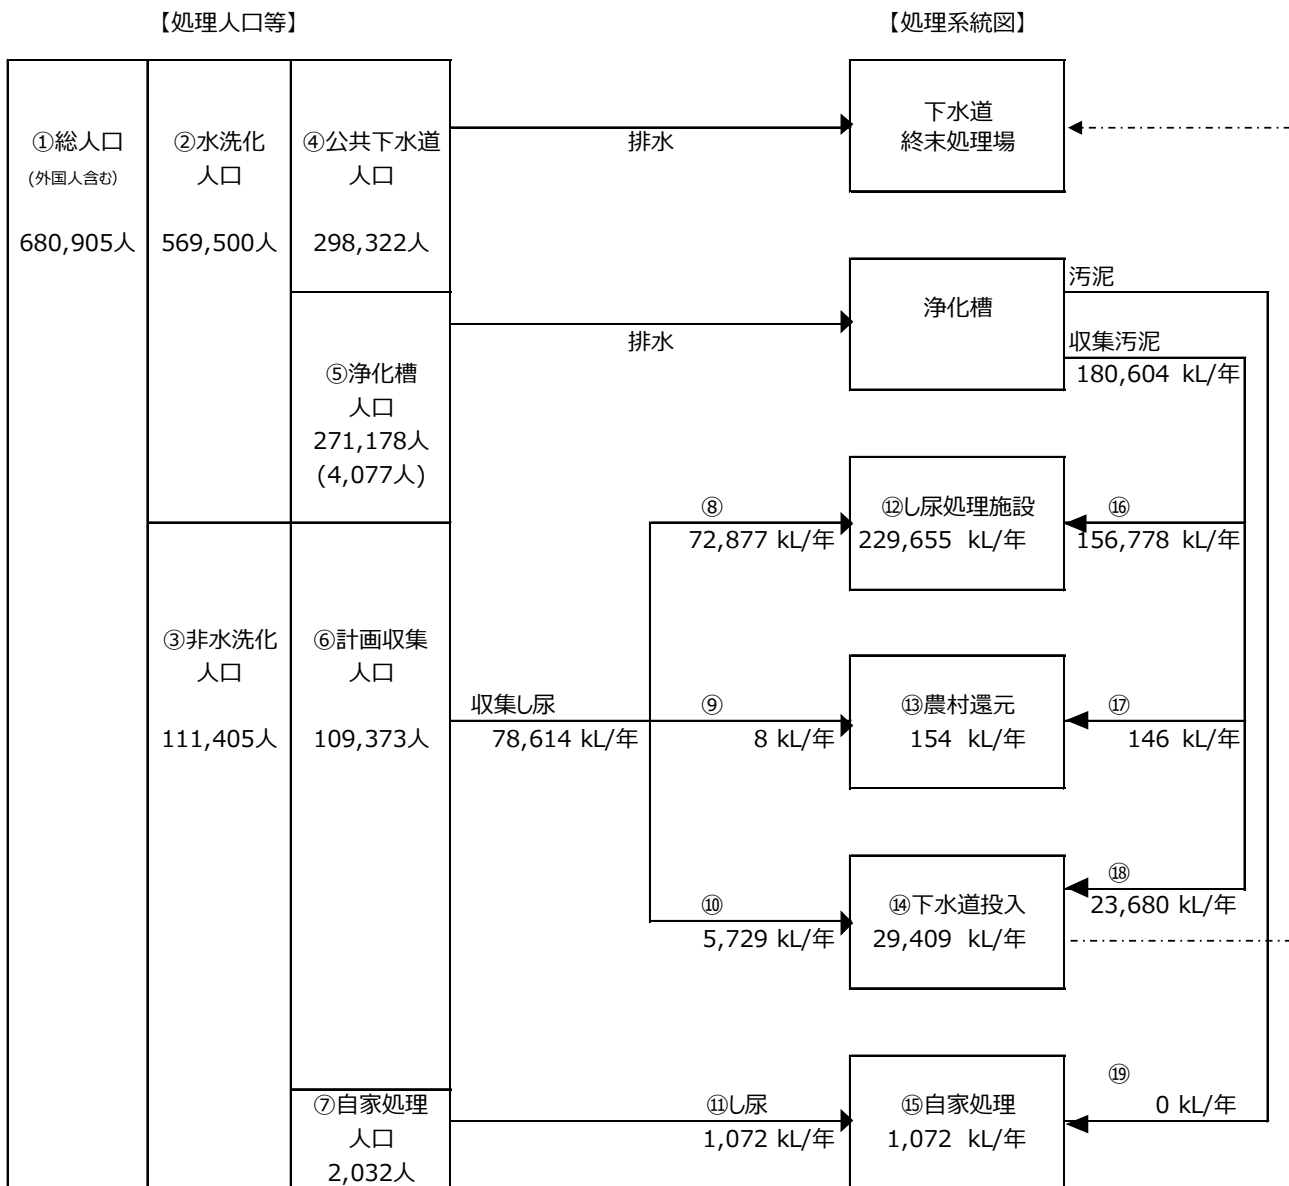 【処理人口等】
【処理系統図】
①総人口
(外国人含む)
680,905人
②水洗化
人口
569,500人
④公共下水道
人口
298,322人
排水
下水道
終末処理場
⑤浄化槽
人口
271,178人
(4,077人)
排水
浄化槽
汚泥
収集汚泥
180,604 kL/年
③非水洗化
人口
111,405人
⑥計画収集
人口
109,373人
収集し尿
78,614 kL/年
⑧
72,877 kL/年
⑫し尿処理施設
229,655 kL/年
⑯
156,778 kL/年
⑨
8 kL/年
⑬農村還元
154 kL/年
⑰
146 kL/年
⑩
5,729 kL/年
⑭下水道投入
29,409 kL/年
⑱
23,680 kL/年
⑦自家処理
人口
2,032人
⑪し尿
1,072 kL/年
⑮自家処理
1,072 kL/年
⑲
0 kL/年